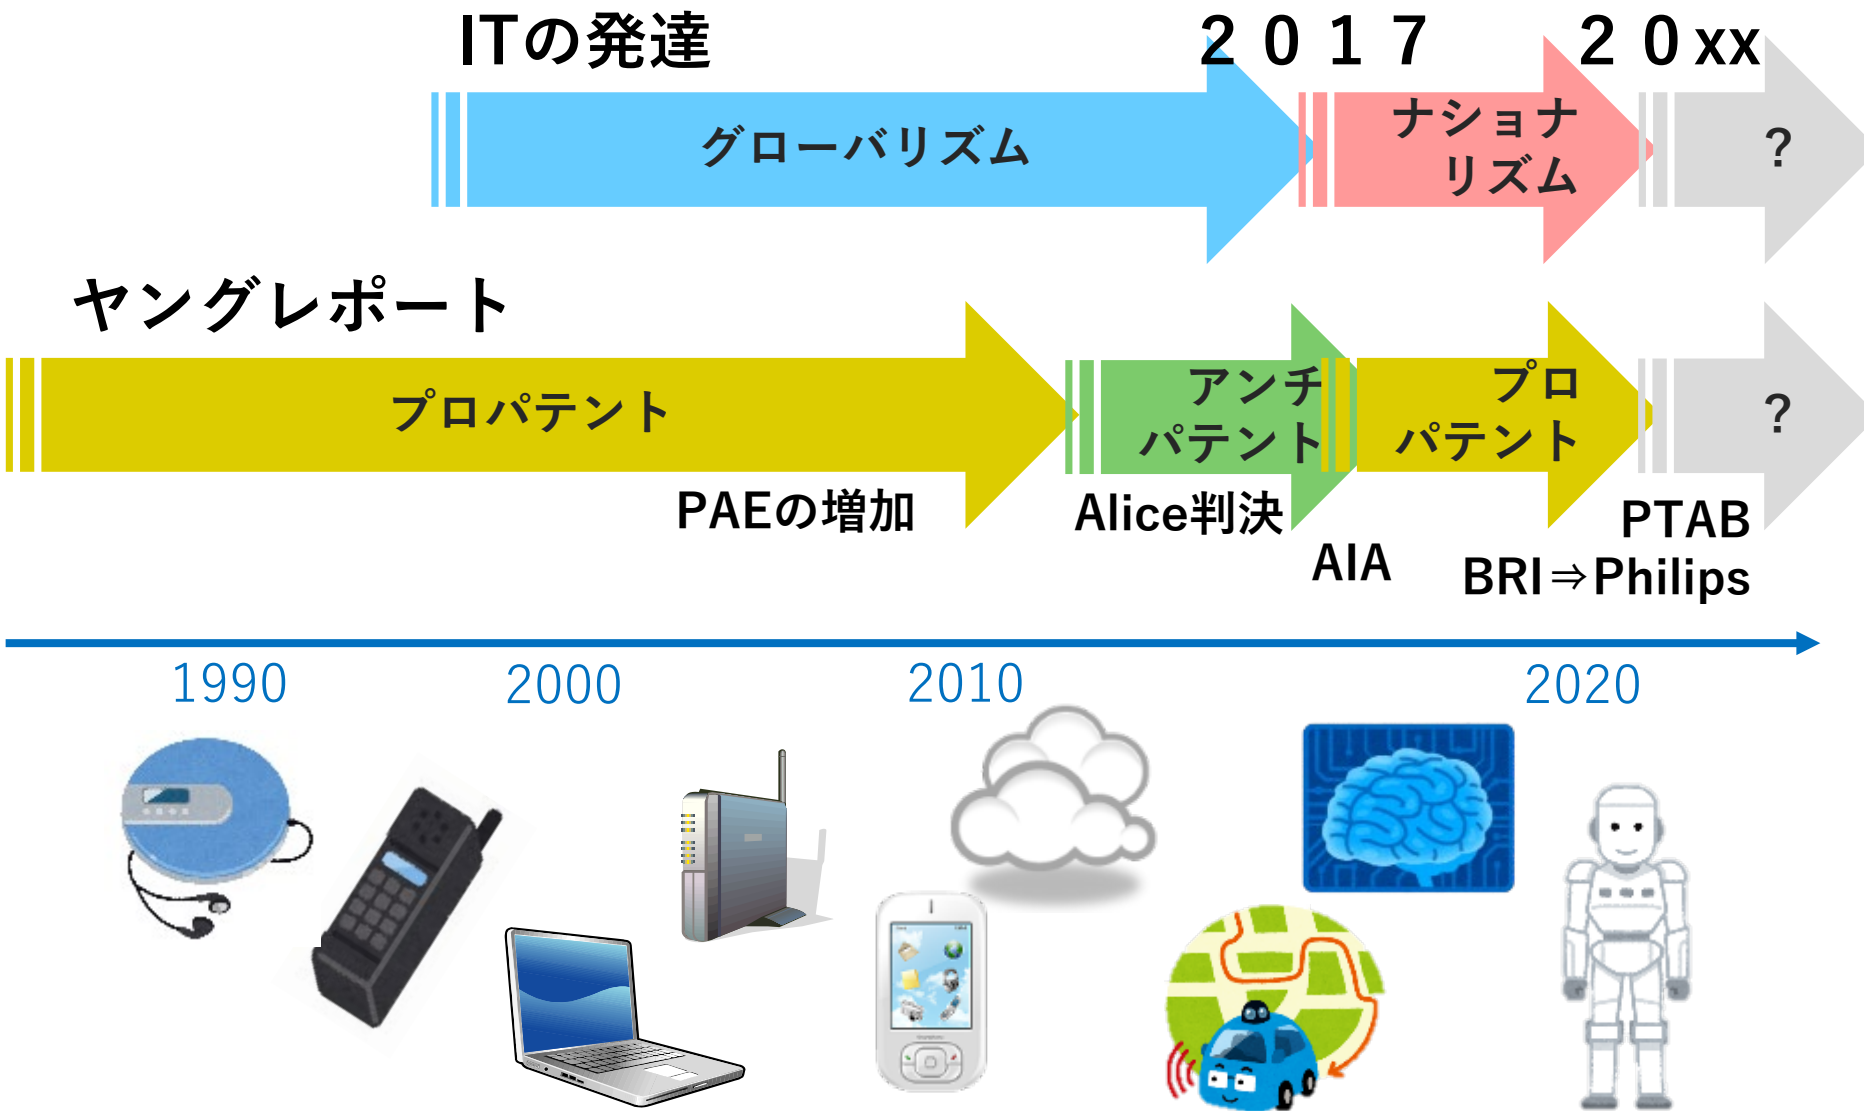 ITの発達
２０１７
２０xx
グローバリズム
ナショナ
リズム
？
ヤングレポート
プロパテント
アンチ
パテント
プロ
パテント
？
PAEの増加
Alice判決
AIA
PTAB
BRI⇒Philips
1990
2000
2010
2020